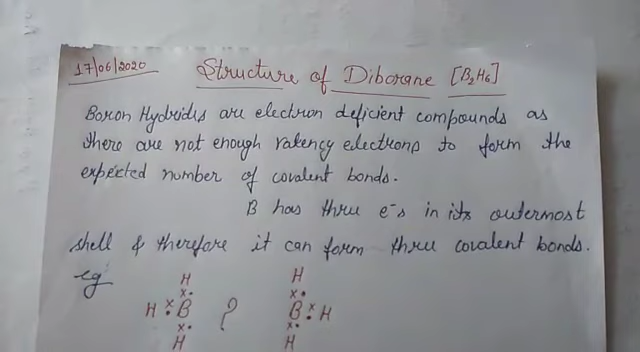 17/06/2020
Structure of Diborane [B2H6]
Boron Hydrides are electron deficient compounds as
there are not enough valency electrons to form the
expected number of covalent bonds.
B has three e-s in its outermost
shell & therefore it can form three covalent bonds.
eg
H H
H B ? B H
H H